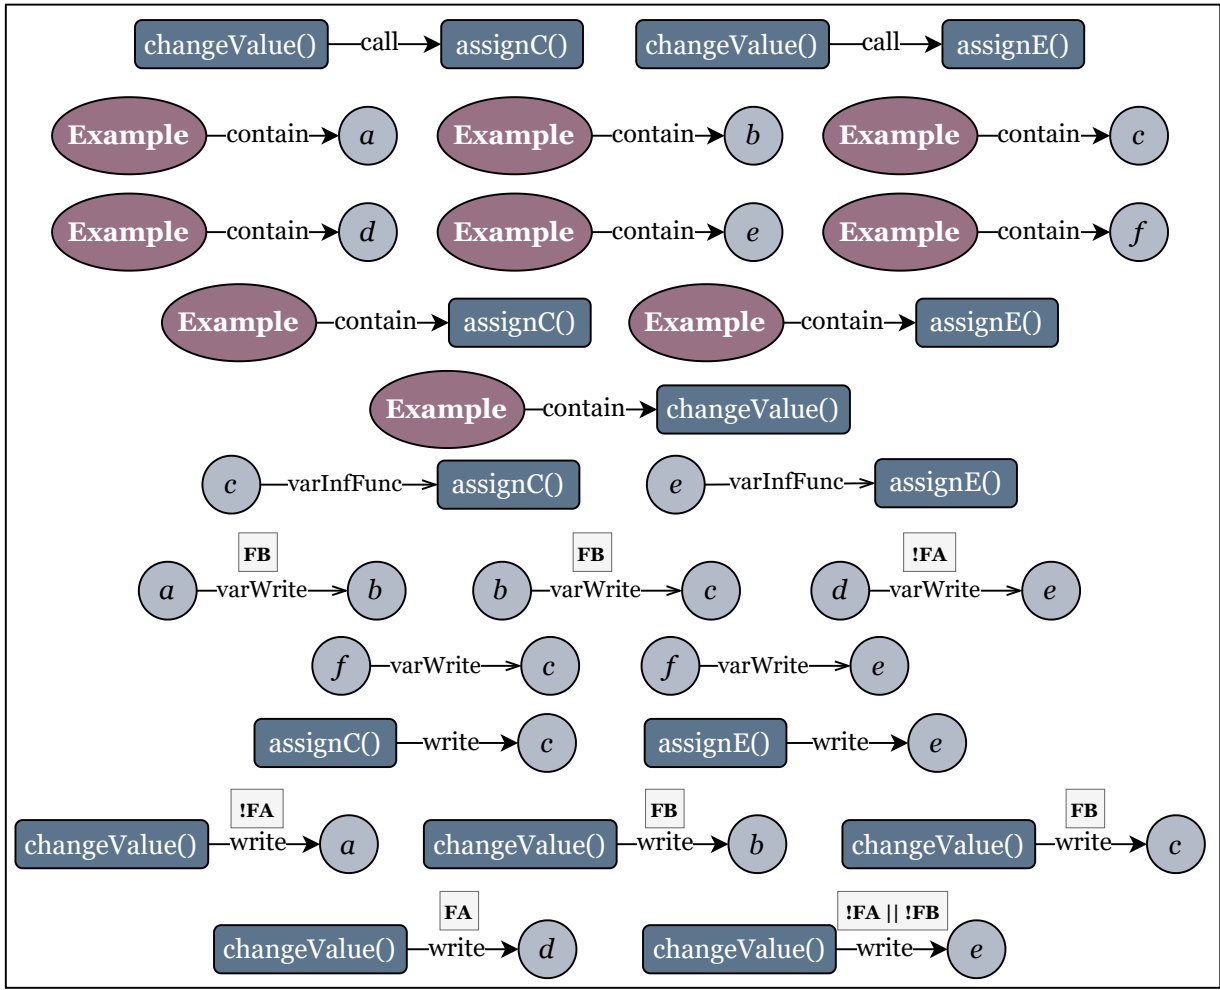 changeValue() call assignC() changeValue() call assignE()
Example contain a Example contain b Example contain c
Example contain d Example contain e Example contain f
Example contain assignC() Example contain assignE()
Example contain changeValue()
c varInfFunc assignC() e varInfFunc assignE()
FB FB !FA
a varWrite b b varWrite c d varWrite e
f varWrite c f varWrite e
assignC() write c assignE() write e
!FA FB FB
changeValue() write a changeValue() write b changeValue() write c
FA !FA || !FB
changeValue() write d changeValue() write e